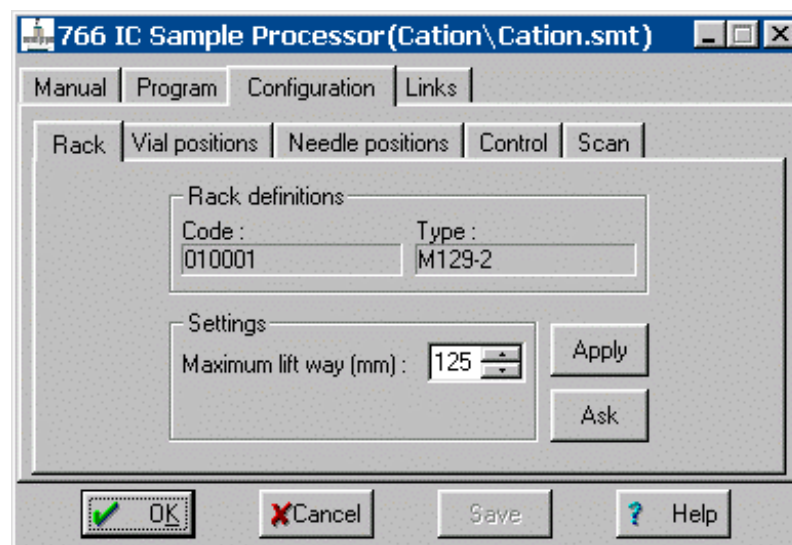 766 IC Sample Processor(Cation\Cation.smt)
Manual Program Configuration Links
Rack Vial positions Needle positions Control Scan
Rack definitions
Code : Type :
010001 M129-2
Settings
Maximum lift way (mm) : 125
Apply
Ask
OK Cancel Save ? Help